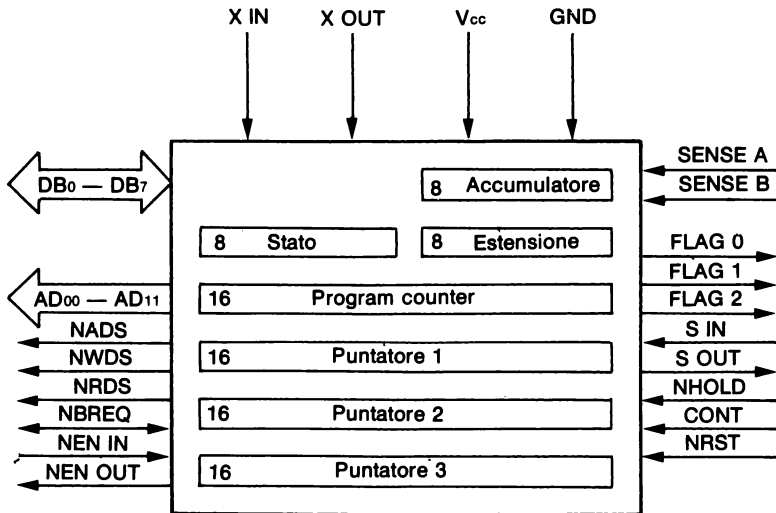 X IN X OUT Vcc GND
DB0 — DB7
8 Accumulatore
SENSE A
SENSE B
8 Stato
8 Estensione
FLAG 0
FLAG 1
FLAG 2
AD00 — AD11
16 Program counter
NADS
NWDS
NRDS
NBREQ
NEN IN
NEN OUT
16 Puntatore 1
16 Puntatore 2
16 Puntatore 3
S IN
S OUT
NHOLD
CONT
NRST